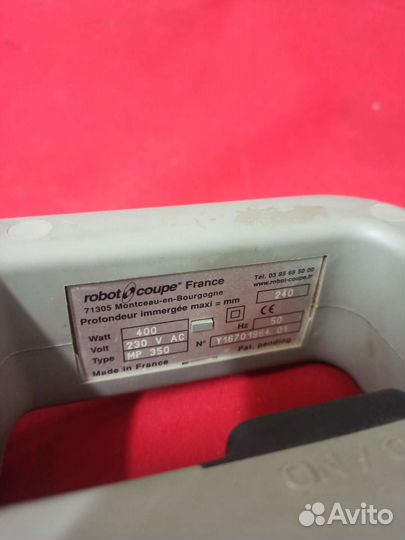 robot coupe® France
71305 Montceau-en-Bourgogne
Tél. 03 85 69 50 00
www.robot-coupe.fr
Profondeur immergée maxi = mm 240
Watt 400
Volt 230 V AC Hz 50
Type MP 350 N° Y16701964 01
Made in France Pat. pending
CE
Avito